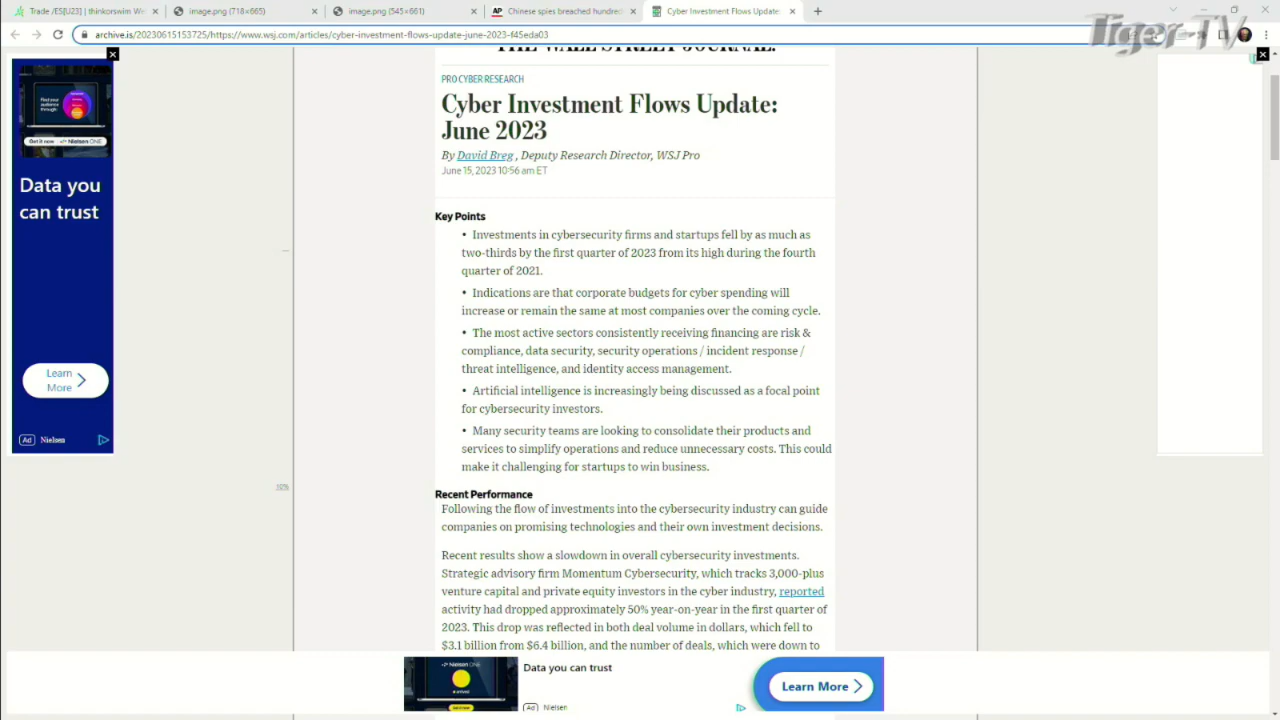 Trade /ES[U23] | thinkorswim We
image.png (718×665)
image.png (545×661)
Chinese spies breached hundred
Cyber Investment Flows Update:
archive.is/20230615153725/https://www.wsj.com/articles/cyber-investment-flows-update-june-2023-f45eda03
Tiger-TV
THE WALL STREET JOURNAL.
PRO CYBER RESEARCH
Cyber Investment Flows Update:
June 2023
By David Breg , Deputy Research Director, WSJ Pro
June 15, 2023 10:56 am ET
Key Points
• Investments in cybersecurity firms and startups fell by as much as
two-thirds by the first quarter of 2023 from its high during the fourth
quarter of 2021.
• Indications are that corporate budgets for cyber spending will
increase or remain the same at most companies over the coming cycle.
• The most active sectors consistently receiving financing are risk &
compliance, data security, security operations / incident response /
threat intelligence, and identity access management.
• Artificial intelligence is increasingly being discussed as a focal point
for cybersecurity investors.
• Many security teams are looking to consolidate their products and
services to simplify operations and reduce unnecessary costs. This could
make it challenging for startups to win business.
Recent Performance
Following the flow of investments into the cybersecurity industry can guide
companies on promising technologies and their own investment decisions.
Recent results show a slowdown in overall cybersecurity investments.
Strategic advisory firm Momentum Cybersecurity, which tracks 3,000-plus
venture capital and private equity investors in the cyber industry, reported
activity had dropped approximately 50% year-on-year in the first quarter of
2023. This drop was reflected in both deal volume in dollars, which fell to
$3.1 billion from $6.4 billion, and the number of deals, which were down to
Find your
audience
through
Get it now
Nielsen ONE
Data you
can trust
Learn
More
Ad Nielsen
Nielsen ONE
Data you can trust
Ad Nielsen
Learn More